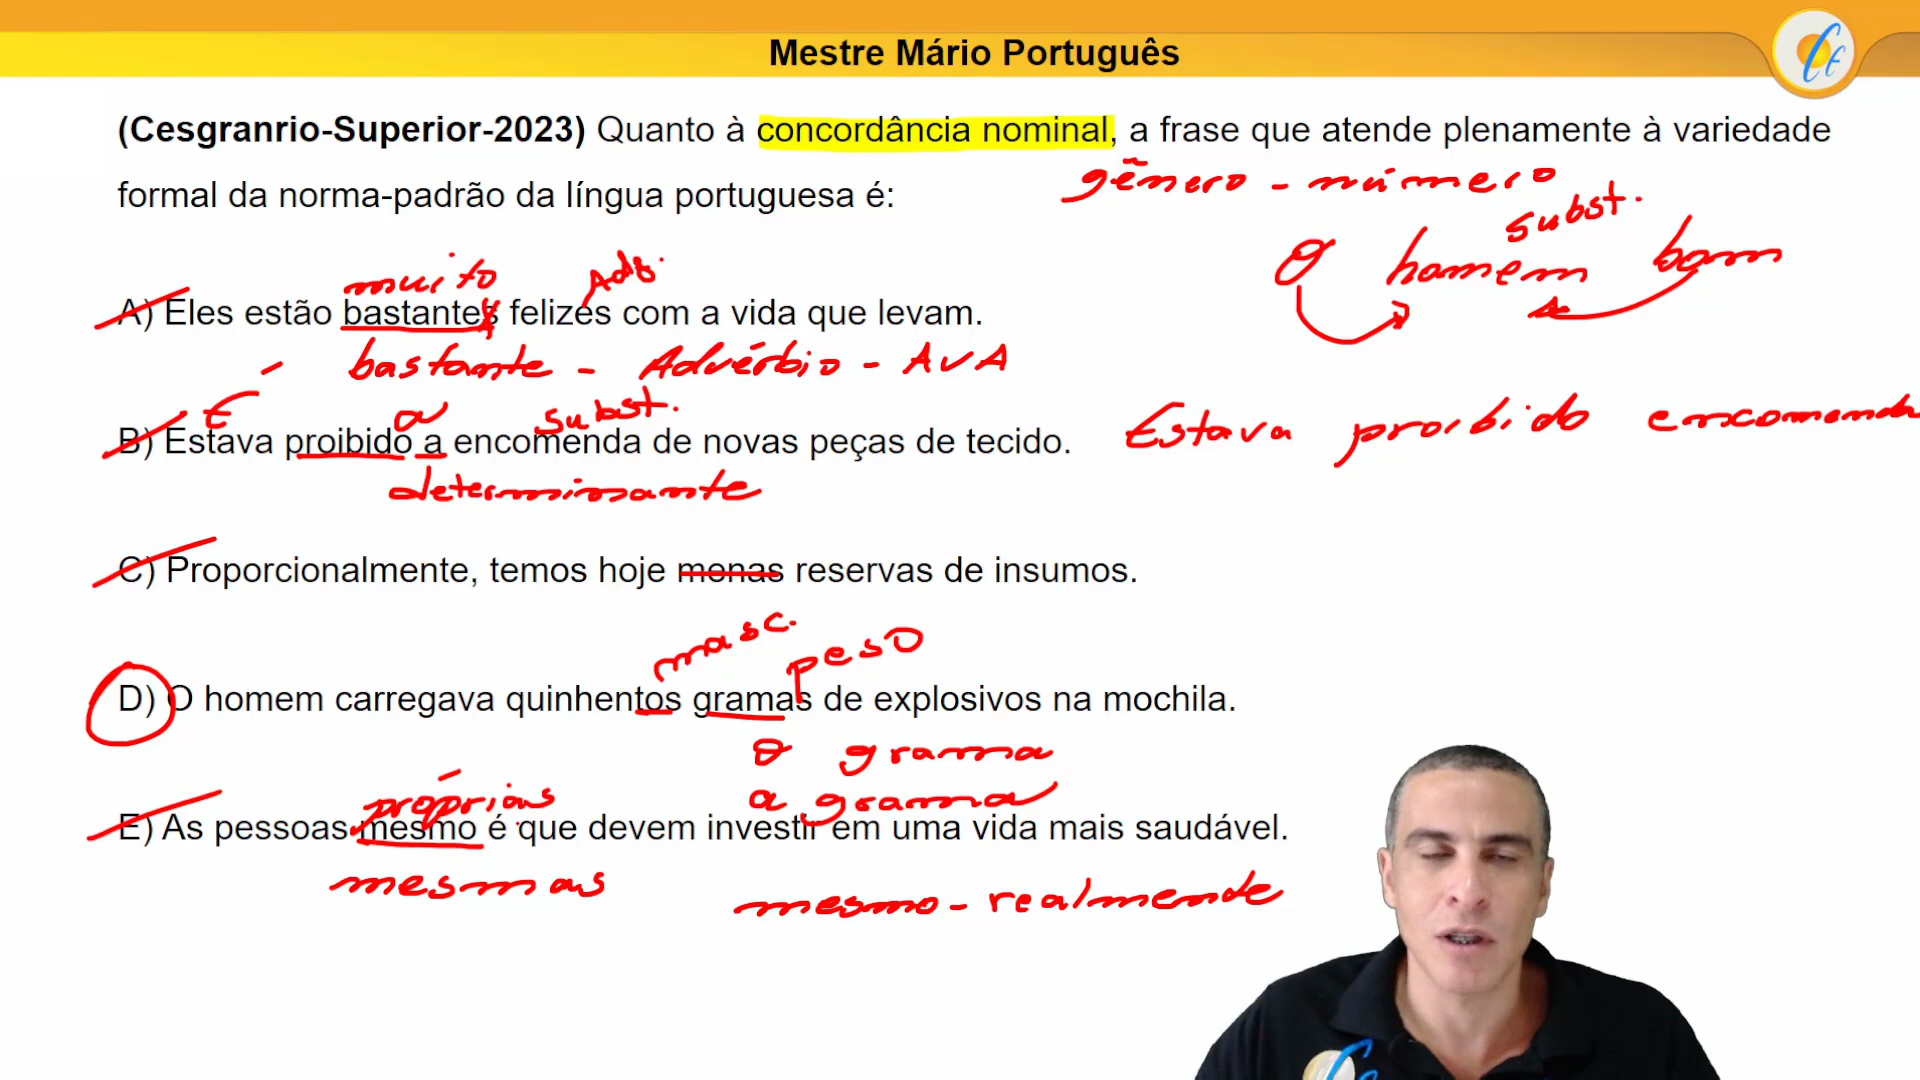 Mestre Mário Português
(Cesgranrio-Superior-2023) Quanto à concordância nominal, a frase que atende plenamente à variedade
formal da norma-padrão da língua portuguesa é:
gênero - número
subst.
O homem bom
muito Adj.
A) Eles estão bastantes felizes com a vida que levam.
bastante - Advérbio - AVA
a subst.
B) Estava proibido a encomenda de novas peças de tecido.
Estava proibido encomenda
determinante
C) Proporcionalmente, temos hoje menas reservas de insumos.
masc. peso
D) O homem carregava quinhentos gramas de explosivos na mochila.
o grama
a grama
próprias
E) As pessoas mesmo é que devem investir em uma vida mais saudável.
mesmas
mesmo - realmente